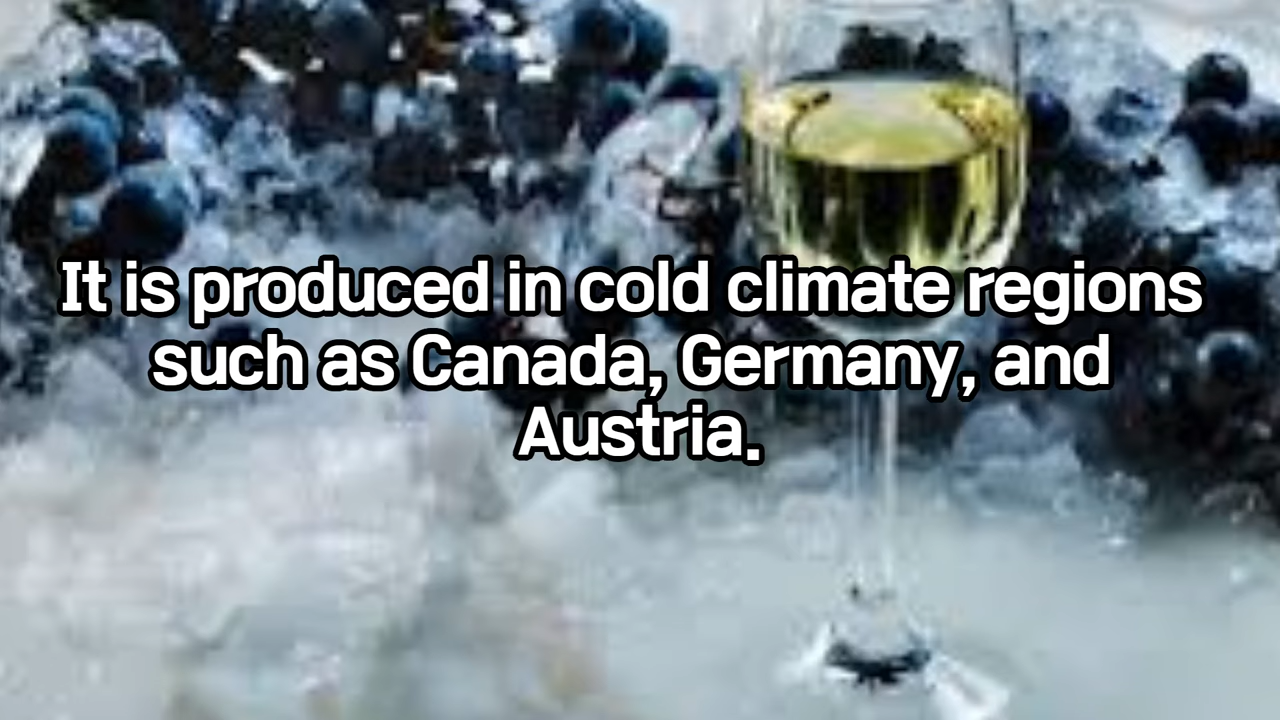 It is produced in cold climate regions
such as Canada, Germany, and
Austria.